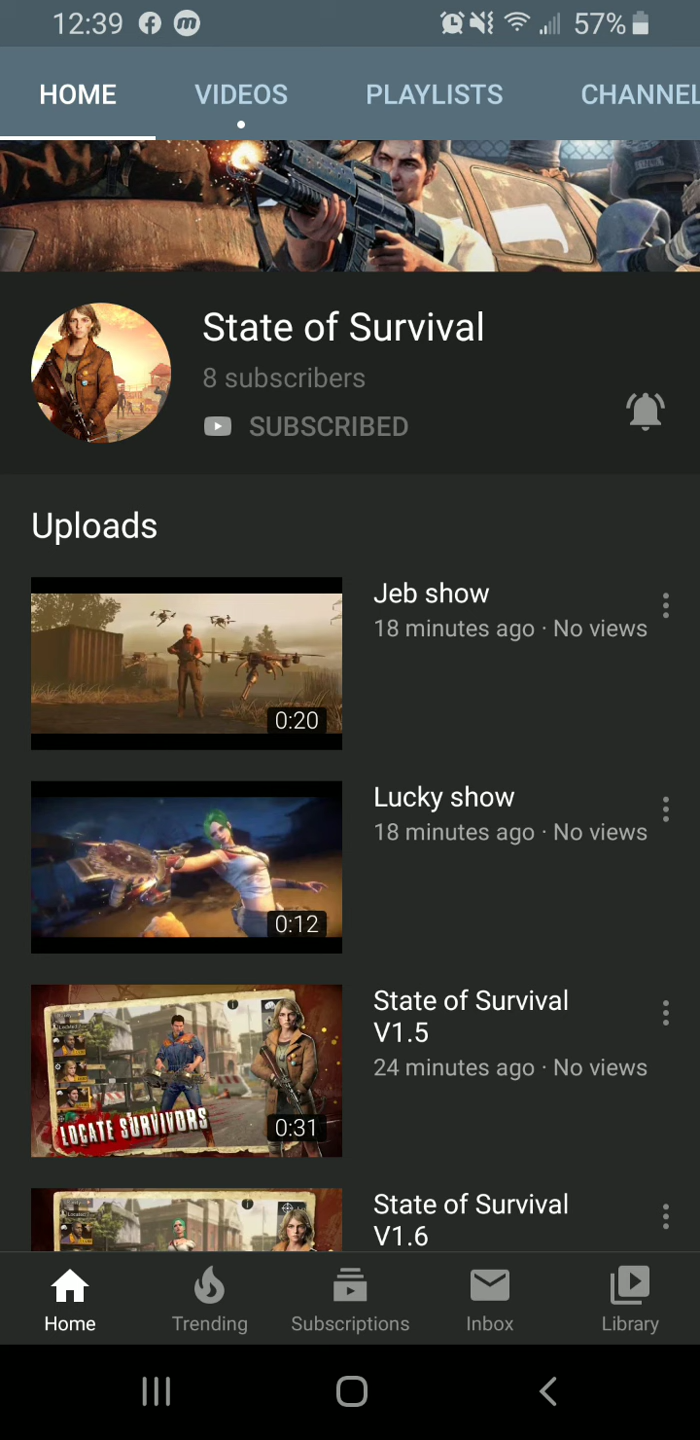 12:39
57%
HOME
VIDEOS
PLAYLISTS
CHANNEL
State of Survival
8 subscribers
SUBSCRIBED
Uploads
Jeb show
18 minutes ago · No views
0:20
Lucky show
18 minutes ago · No views
0:12
State of Survival
V1.5
24 minutes ago · No views
LOCATE SURVIVORS
0:31
State of Survival
V1.6
Home
Trending
Subscriptions
Inbox
Library